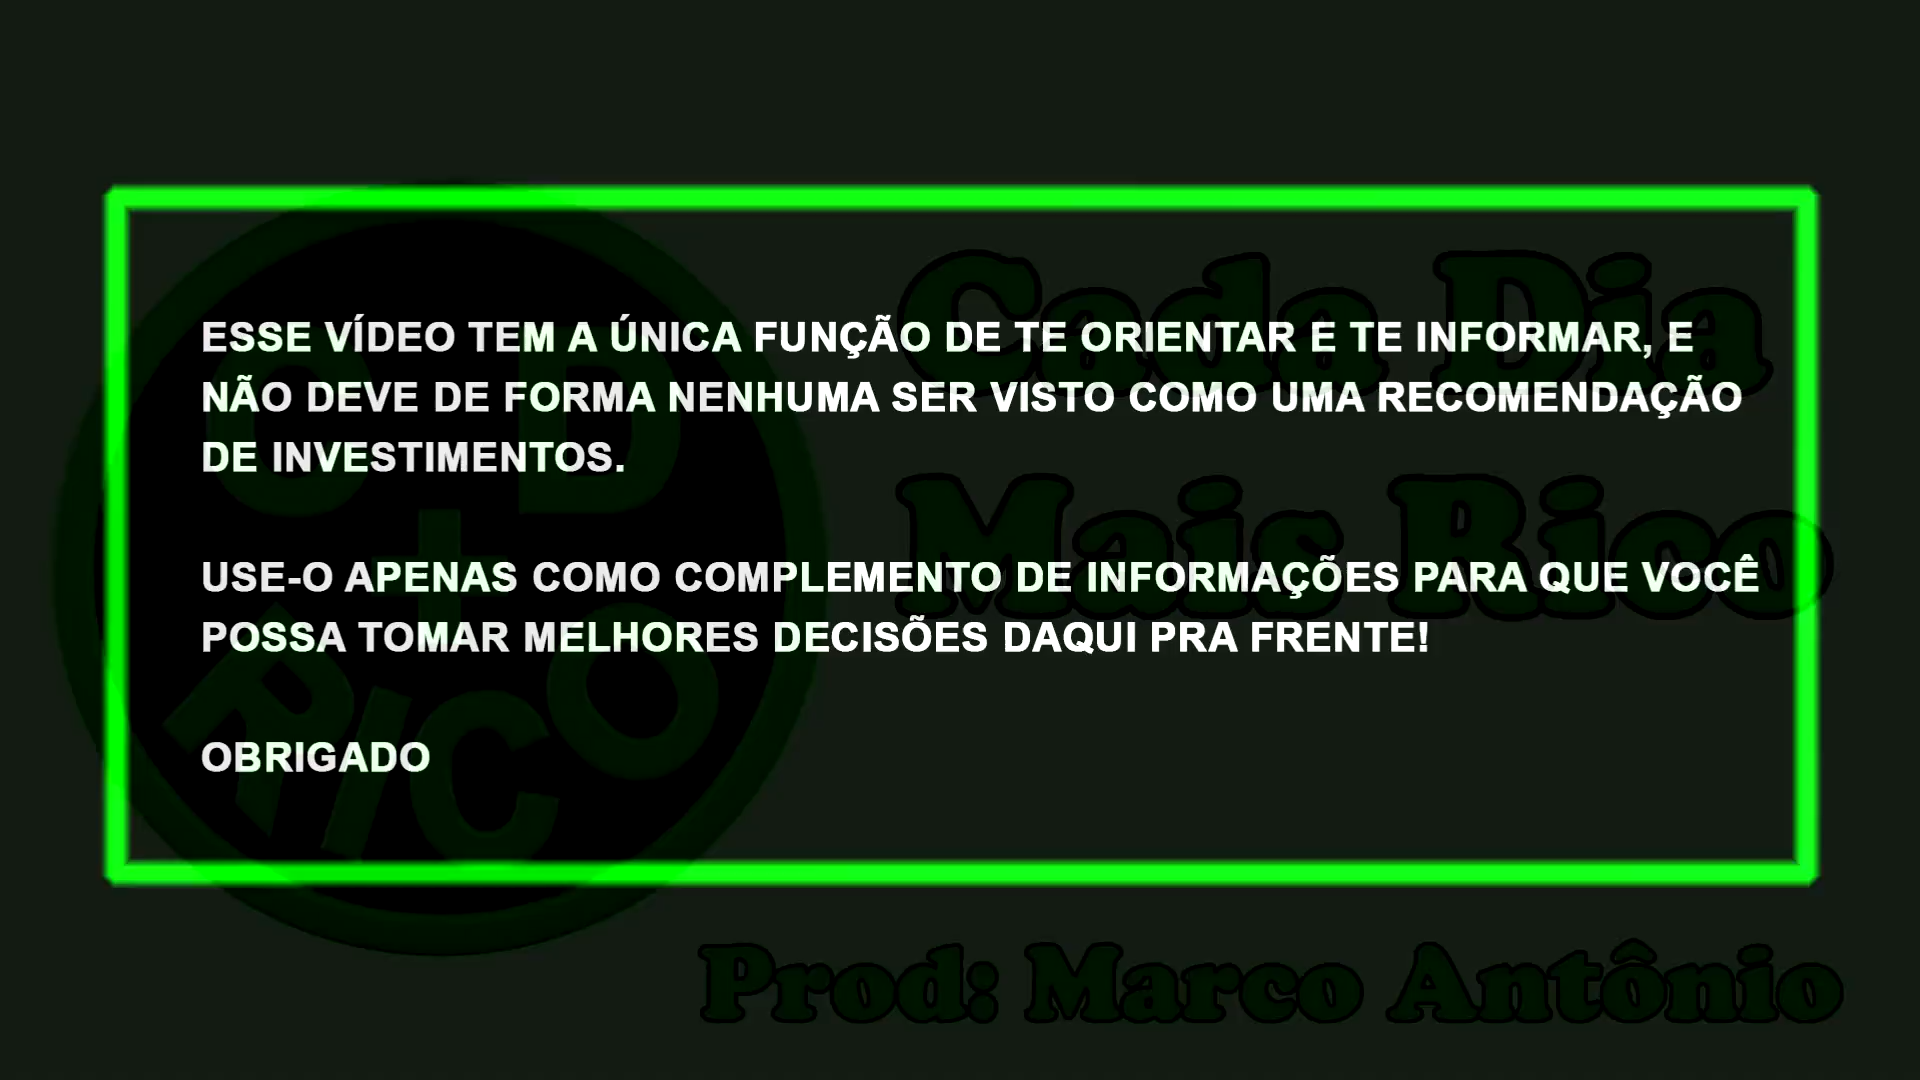 ESSE VÍDEO TEM A ÚNICA FUNÇÃO DE TE ORIENTAR E TE INFORMAR, E
NÃO DEVE DE FORMA NENHUMA SER VISTO COMO UMA RECOMENDAÇÃO
DE INVESTIMENTOS.
USE-O APENAS COMO COMPLEMENTO DE INFORMAÇÕES PARA QUE VOCÊ
POSSA TOMAR MELHORES DECISÕES DAQUI PRA FRENTE!
OBRIGADO
C D
+
RICO
Cada Dia
Mais Rico
Prod: Marco Antônio